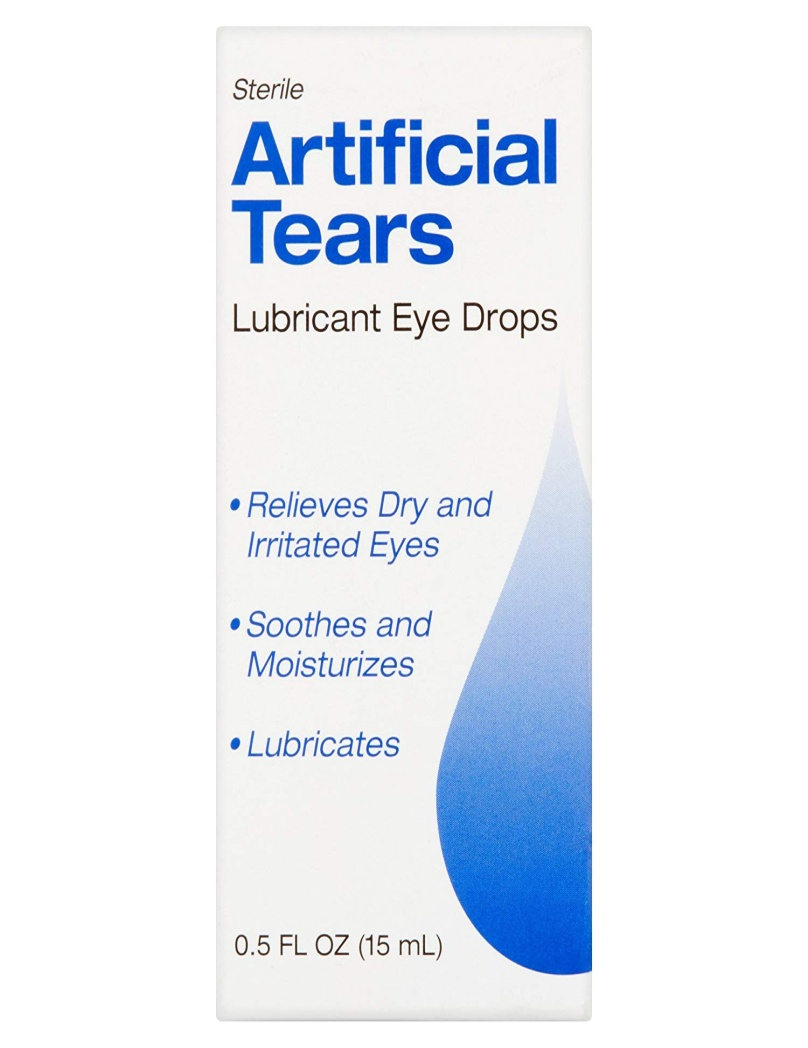 Sterile
Artificial
Tears
Lubricant Eye Drops
• Relieves Dry and
Irritated Eyes
• Soothes and
Moisturizes
• Lubricates
0.5 FL OZ (15 mL)